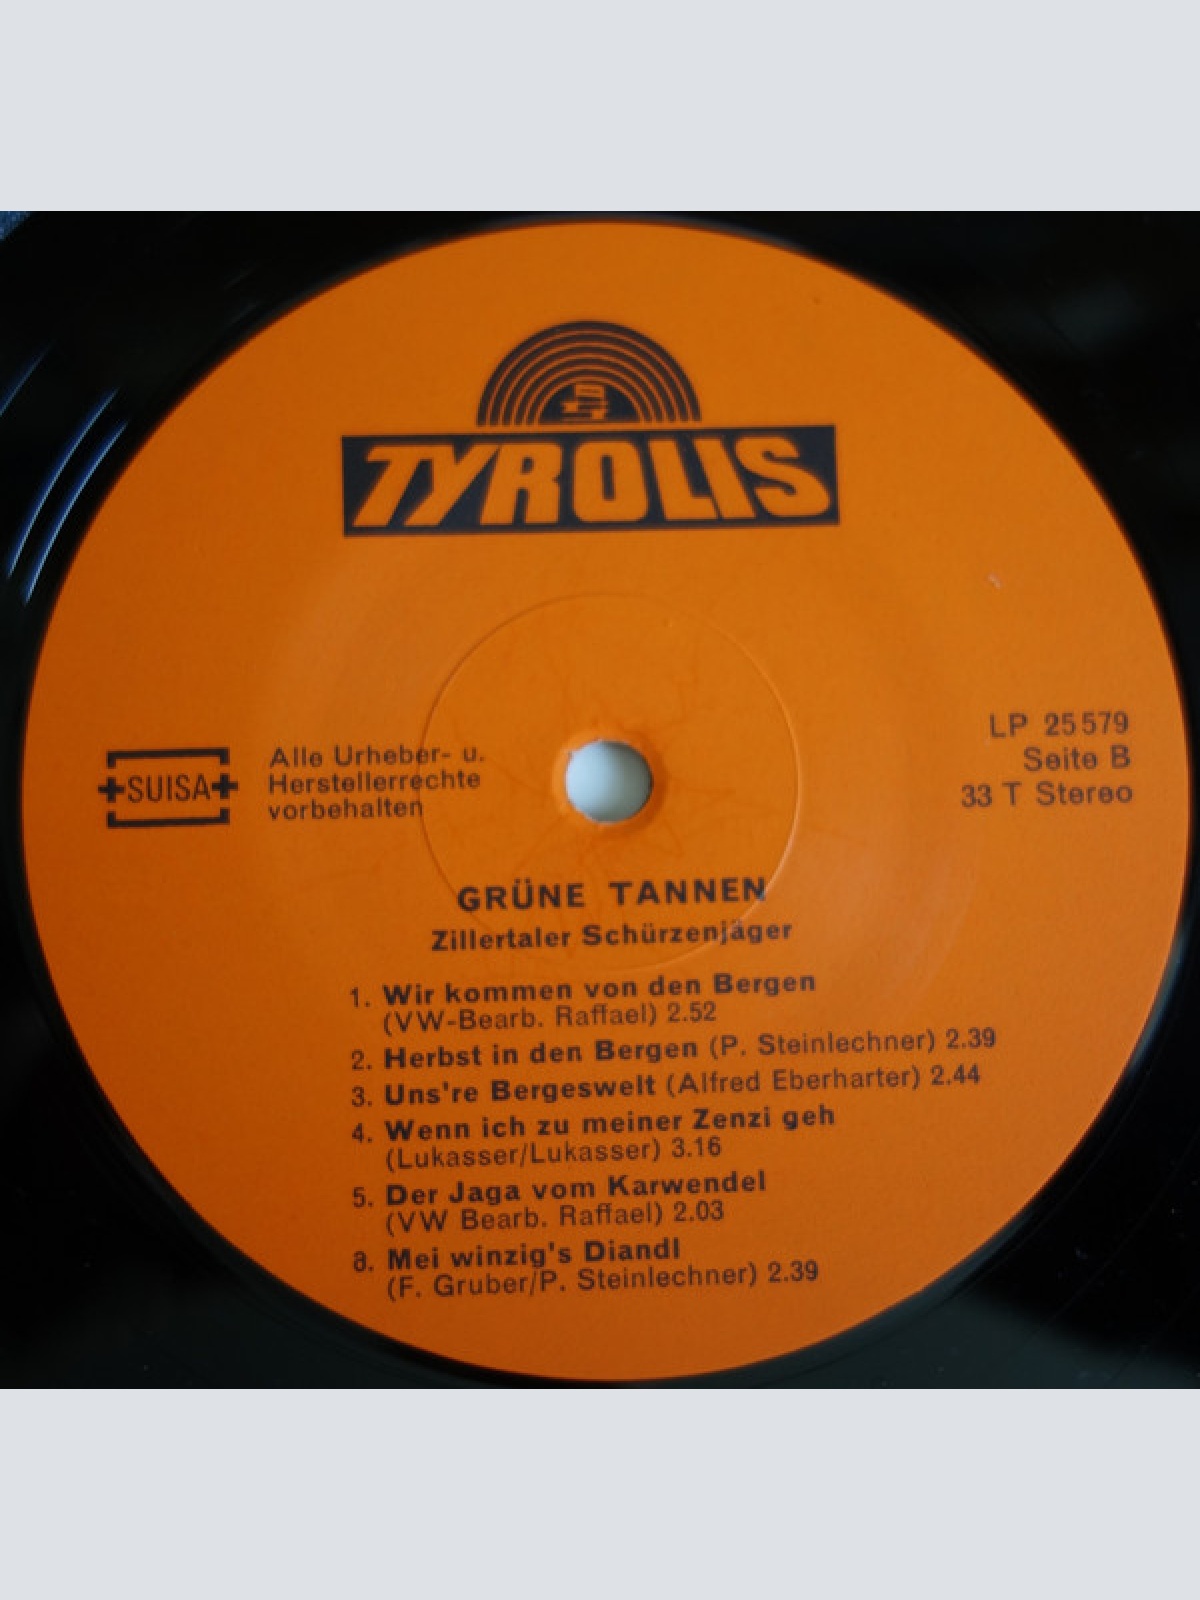 TYROLIS
LP 25579
Seite B
33 T Stereo
+SUISA+
Alle Urheber- u.
Herstellerrechte
vorbehalten
GRÜNE TANNEN
Zillertaler Schürzenjäger
1. Wir kommen von den Bergen
(VW-Bearb. Raffael) 2.52
2. Herbst in den Bergen (P. Steinlechner) 2.39
3. Uns're Bergeswelt (Alfred Eberharter) 2.44
4. Wenn ich zu meiner Zenzi geh
(Lukasser/Lukasser) 3.16
5. Der Jaga vom Karwendel
(VW Bearb. Raffael) 2.03
6. Mei winzig's Diandl
(F. Gruber/P. Steinlechner) 2.39